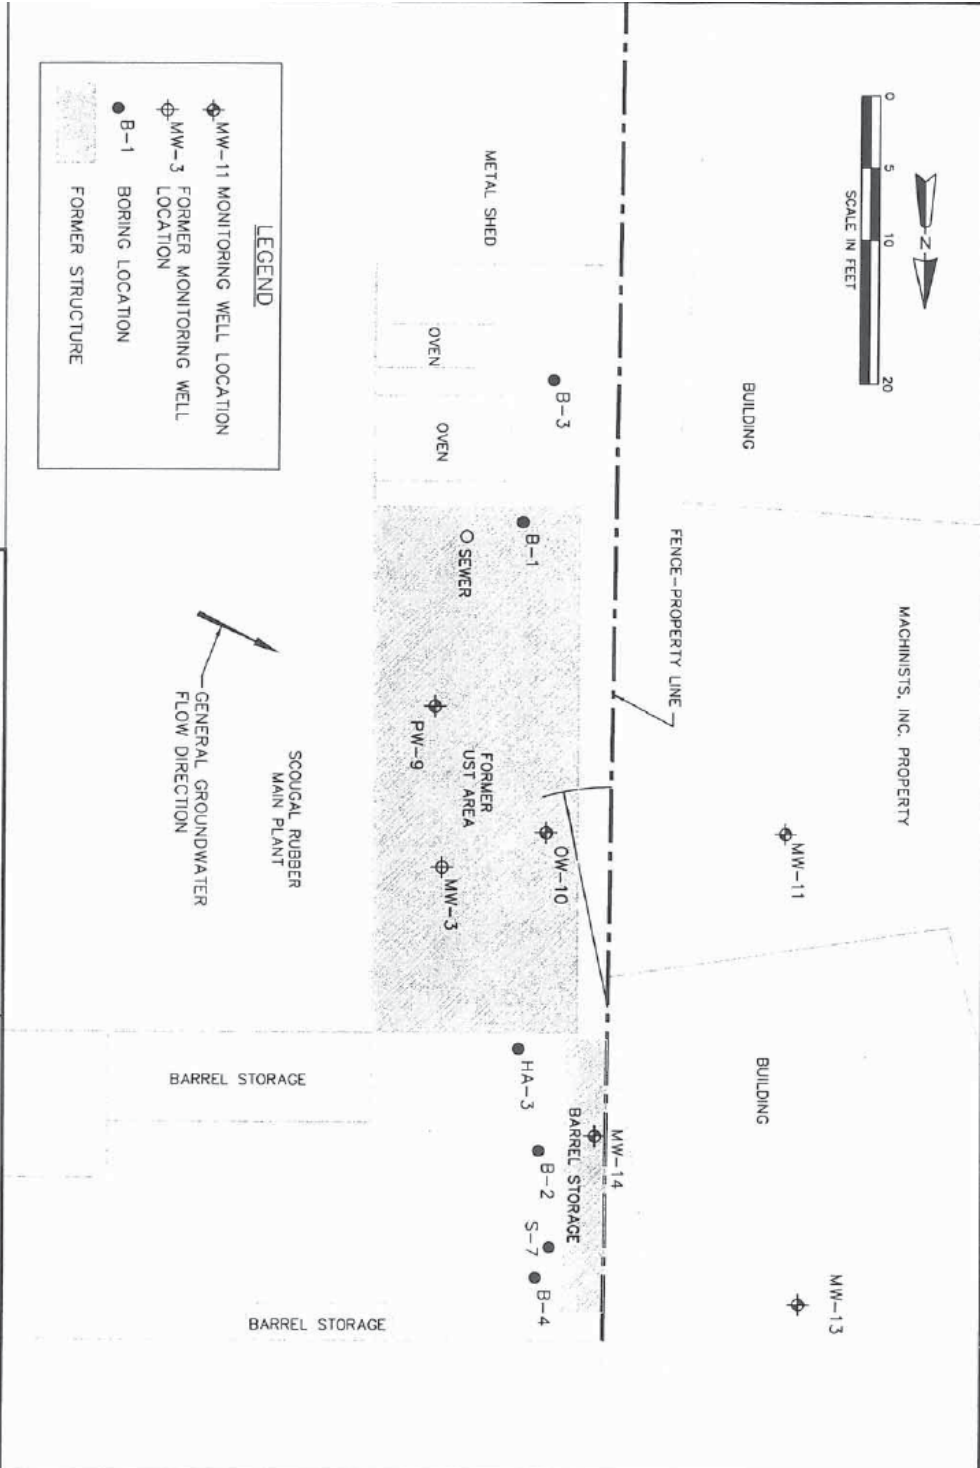 0
5
10
20
SCALE IN FEET
N
BUILDING
MACHINISTS, INC. PROPERTY
MW-11
BUILDING
MW-13
FENCE-PROPERTY LINE
METAL SHED
OVEN
OVEN
B-3
B-1
SEWER
PW-9
FORMER
UST AREA
OW-10
MW-3
HA-3
MW-14
BARREL STORAGE
B-2
S-7
B-4
BARREL STORAGE
BARREL STORAGE
SCOUGAL RUBBER
MAIN PLANT
GENERAL GROUNDWATER
FLOW DIRECTION
LEGEND
MW-11 MONITORING WELL LOCATION
MW-3 FORMER MONITORING WELL
LOCATION
B-1 BORING LOCATION
FORMER STRUCTURE